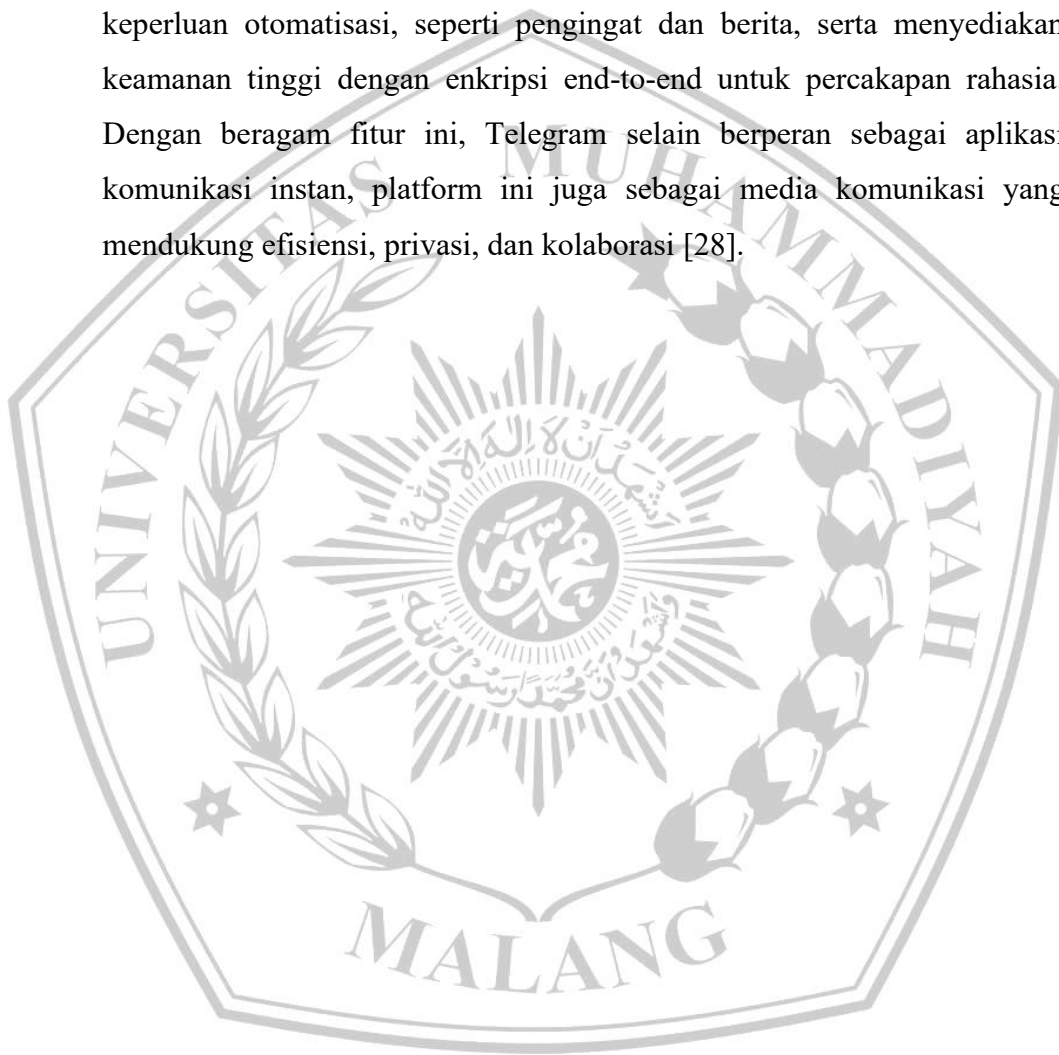 keperluan otomatisasi, seperti pengingat dan berita, serta menyediakan
keamanan tinggi dengan enkripsi end-to-end untuk percakapan rahasia.
Dengan beragam fitur ini, Telegram selain berperan sebagai aplikasi
komunikasi instan, platform ini juga sebagai media komunikasi yang
mendukung efisiensi, privasi, dan kolaborasi [28].
UNIVERSITAS MUHAMMADIYAH
MALANG